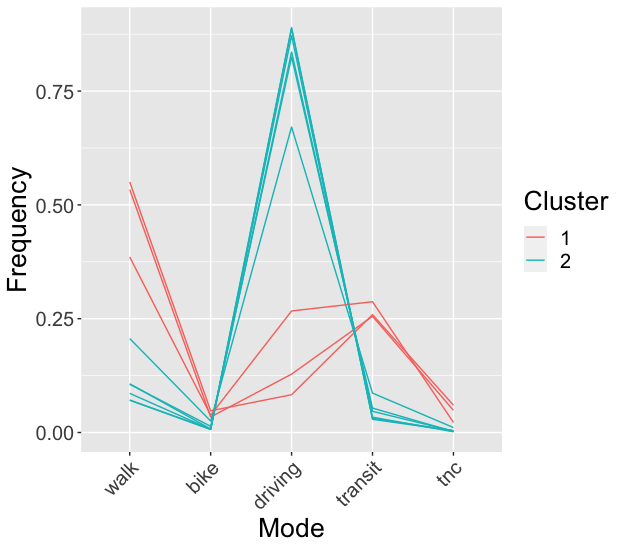 Frequency
0.75
0.50
0.25
0.00
walk
bike
driving
transit
tnc
Mode
Cluster
1
2